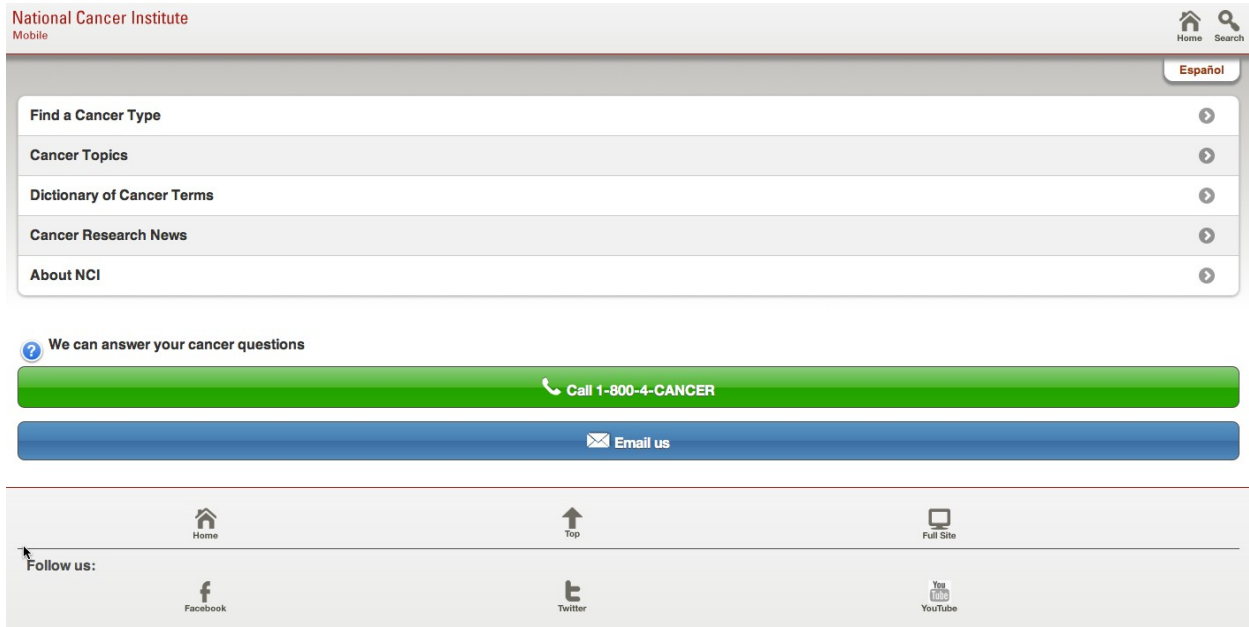 National Cancer Institute
Mobile
Home Search
Español
Find a Cancer Type
Cancer Topics
Dictionary of Cancer Terms
Cancer Research News
About NCI
? We can answer your cancer questions
Call 1-800-4-CANCER
Email us
Home Top Full Site
Follow us:
f t You Tube
Facebook Twitter YouTube